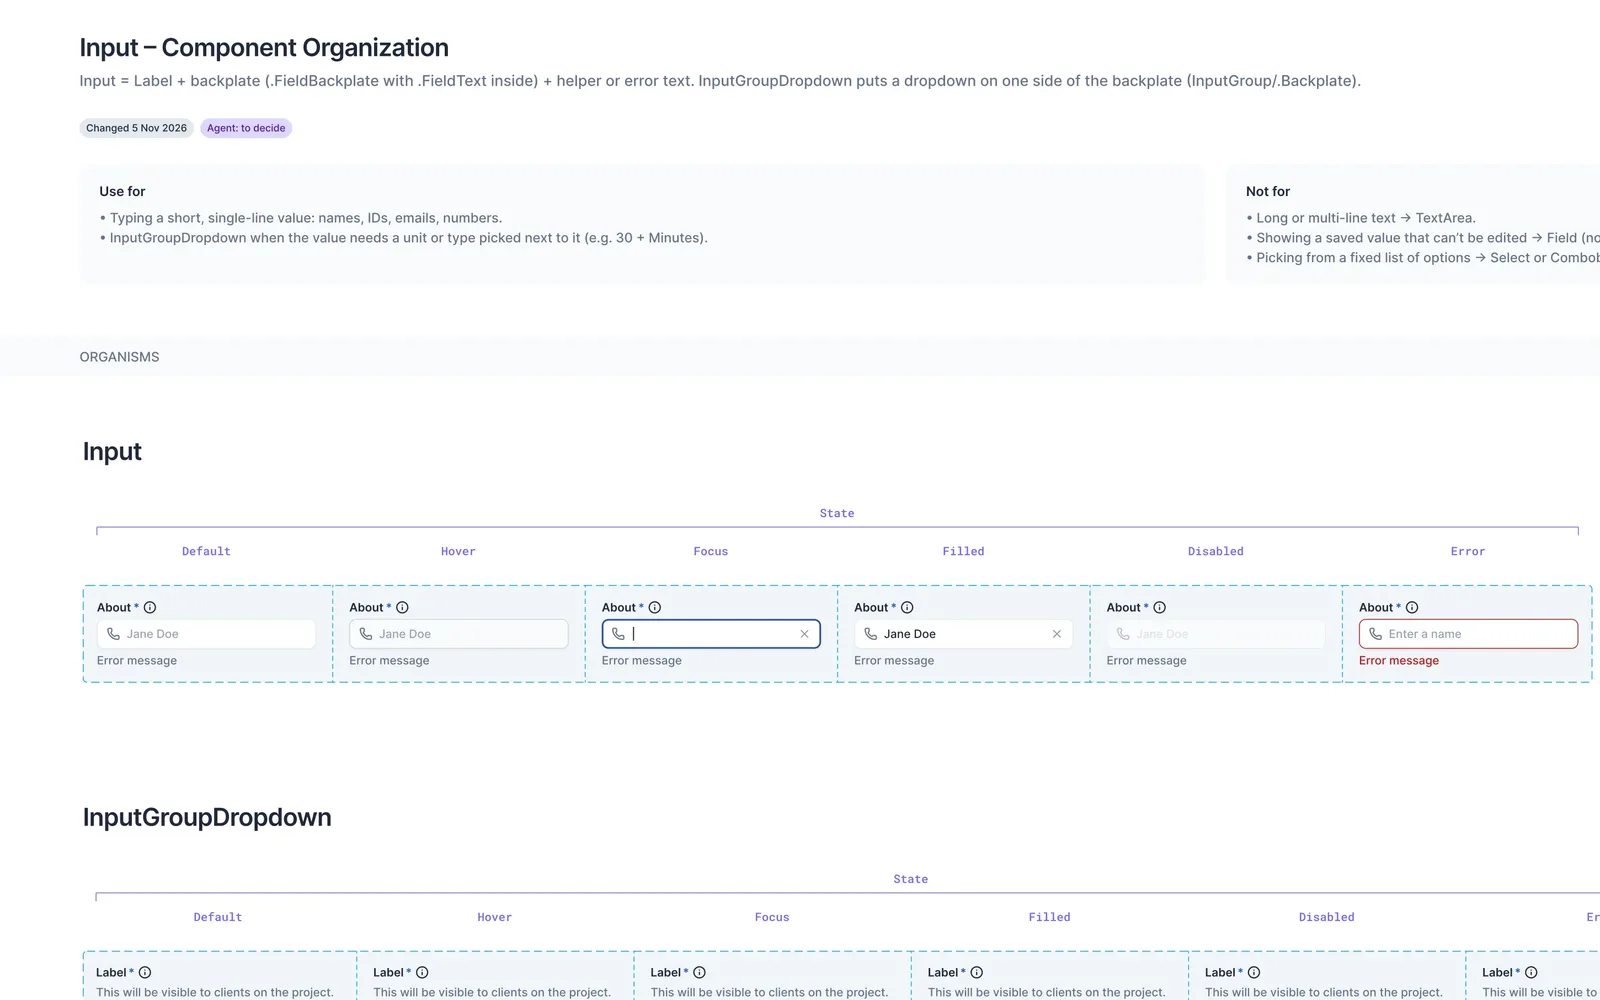 Input – Component Organization
Input = Label + backplate (.FieldBackplate with .FieldText inside) + helper or error text. InputGroupDropdown puts a dropdown on one side of the backplate (InputGroup/.Backplate).
Changed 5 Nov 2026 Agent: to decide
Use for
• Typing a short, single-line value: names, IDs, emails, numbers.
• InputGroupDropdown when the value needs a unit or type picked next to it (e.g. 30 + Minutes).
Not for
• Long or multi-line text → TextArea.
• Showing a saved value that can't be edited → Field (no
• Picking from a fixed list of options → Select or Combob
ORGANISMS
Input
State
Default Hover Focus Filled Disabled Error
About * About * About * About * About * About *
Jane Doe Jane Doe Jane Doe Jane Doe Enter a name
Error message Error message Error message Error message Error message Error message
InputGroupDropdown
State
Default Hover Focus Filled Disabled Er
Label * Label * Label * Label * Label * Label *
This will be visible to clients on the project. This will be visible to clients on the project. This will be visible to clients on the project. This will be visible to clients on the project. This will be visible to clients on the project. This will be visible to